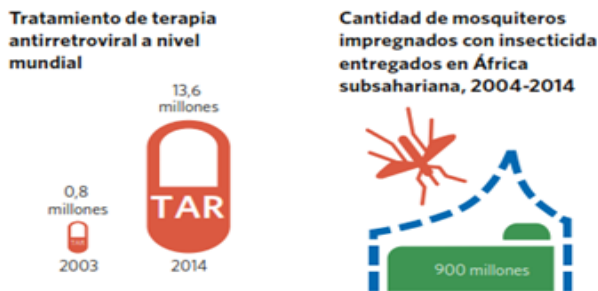 Tratamiento de terapia
antirretroviral a nivel
mundial
13,6
millones
0,8
millones
TAR
TAR
2003
2014
Cantidad de mosquiteros
impregnados con insecticida
entregados en África
subsahariana, 2004-2014
900 millones